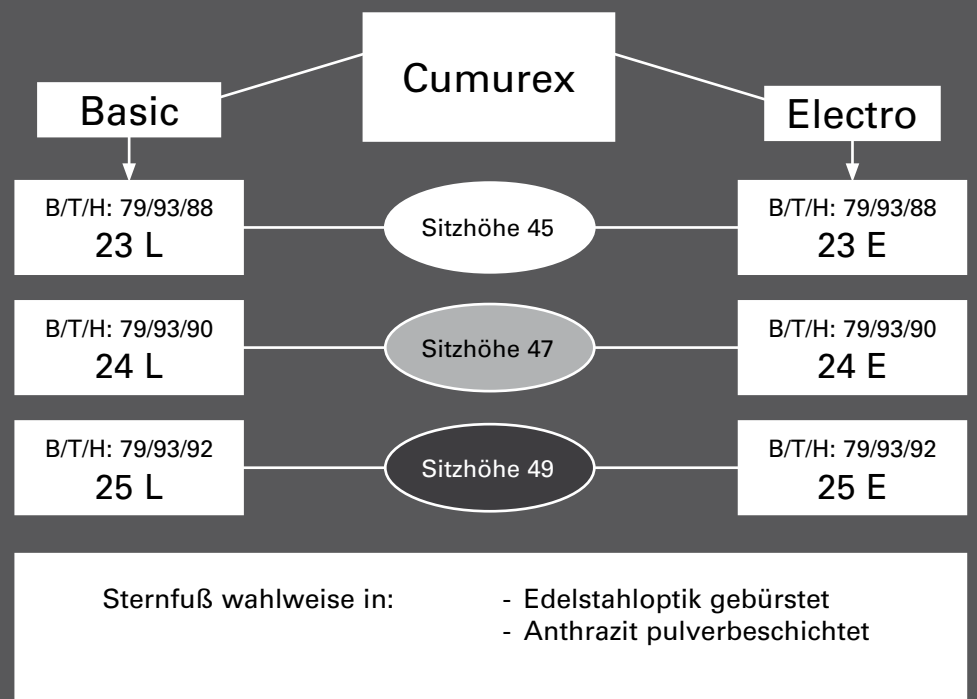 Cumurex
Basic
Electro
B/T/H: 79/93/88
23 L
Sitzhöhe 45
B/T/H: 79/93/88
23 E
B/T/H: 79/93/90
24 L
Sitzhöhe 47
B/T/H: 79/93/90
24 E
B/T/H: 79/93/92
25 L
Sitzhöhe 49
B/T/H: 79/93/92
25 E
Sternfuß wahlweise in:
- Edelstahloptik gebürstet
- Anthrazit pulverbeschichtet